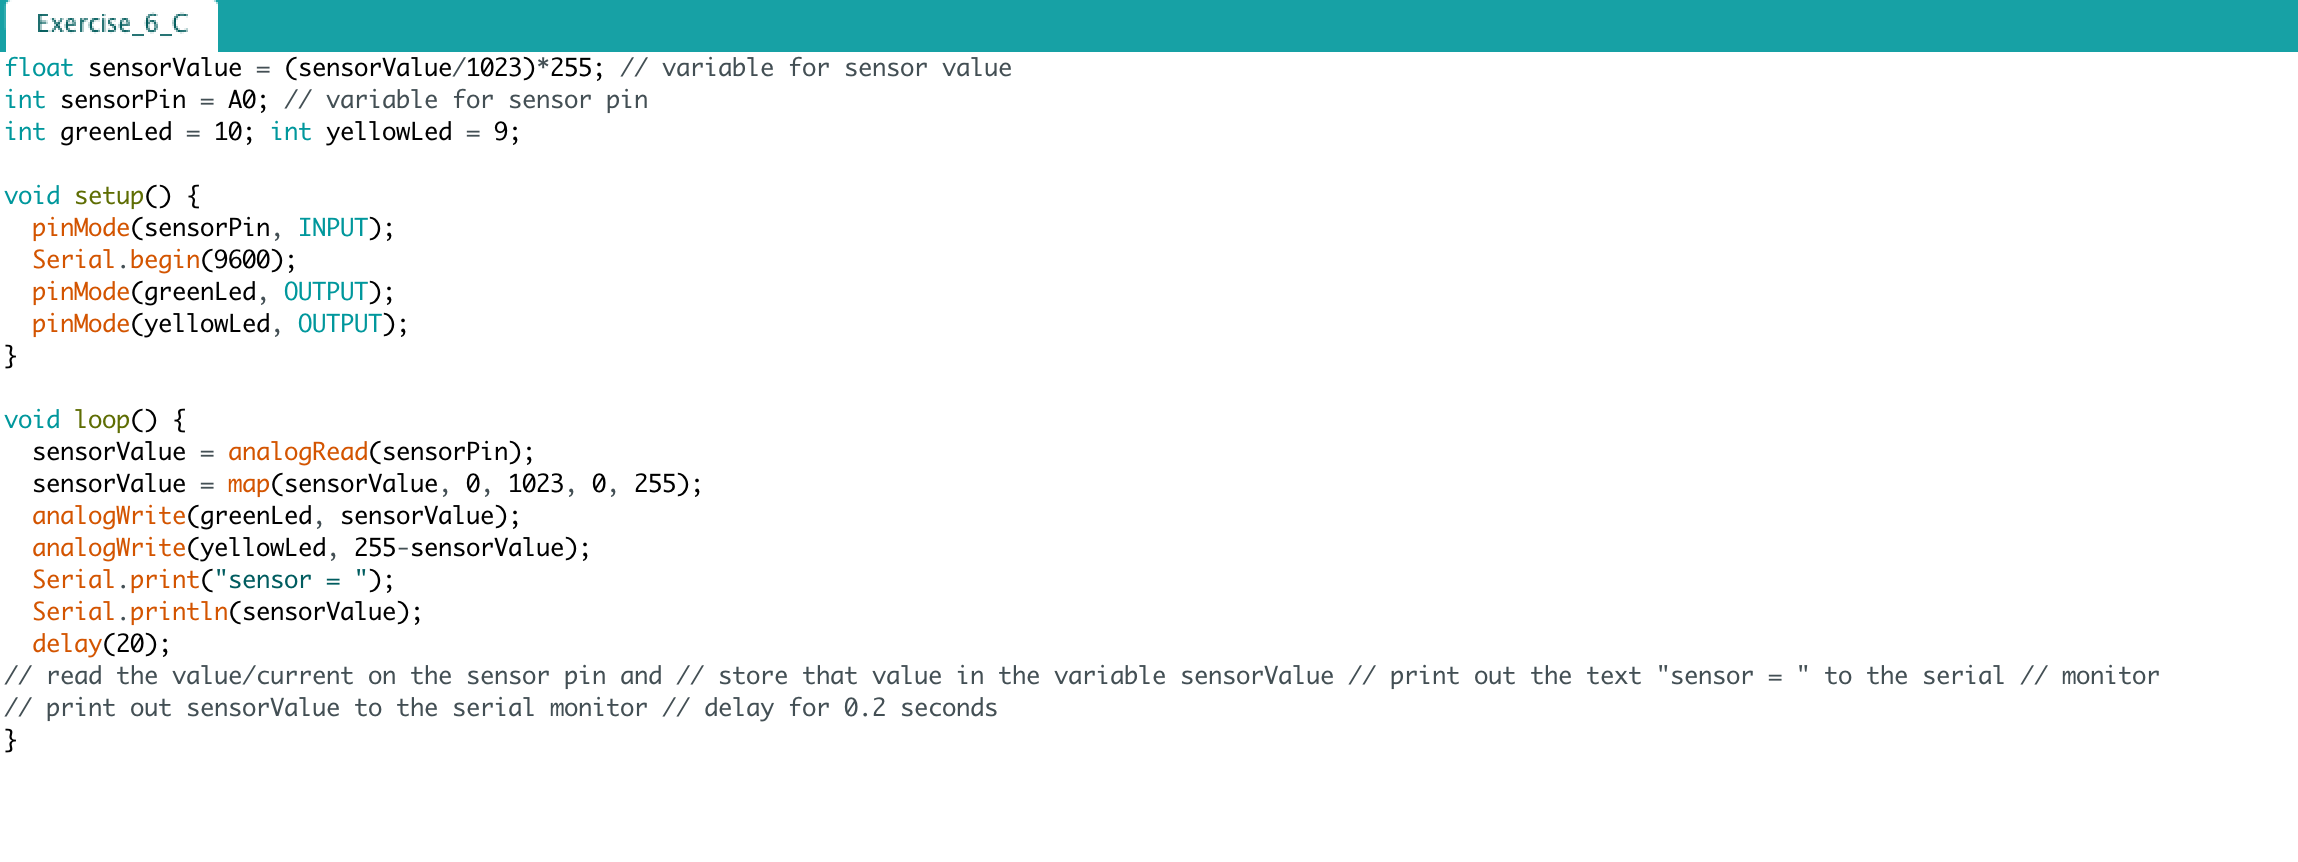 Exercise_6_C
float sensorValue = (sensorValue/1023)*255; // variable for sensor value
int sensorPin = A0; // variable for sensor pin
int greenLed = 10; int yellowLed = 9;
void setup() {
  pinMode(sensorPin, INPUT);
  Serial.begin(9600);
  pinMode(greenLed, OUTPUT);
  pinMode(yellowLed, OUTPUT);
}
void loop() {
  sensorValue = analogRead(sensorPin);
  sensorValue = map(sensorValue, 0, 1023, 0, 255);
  analogWrite(greenLed, sensorValue);
  analogWrite(yellowLed, 255-sensorValue);
  Serial.print("sensor = ");
  Serial.println(sensorValue);
  delay(20);
// read the value/current on the sensor pin and // store that value in the variable sensorValue // print out the text "sensor = " to the serial // monitor
// print out sensorValue to the serial monitor // delay for 0.2 seconds
}